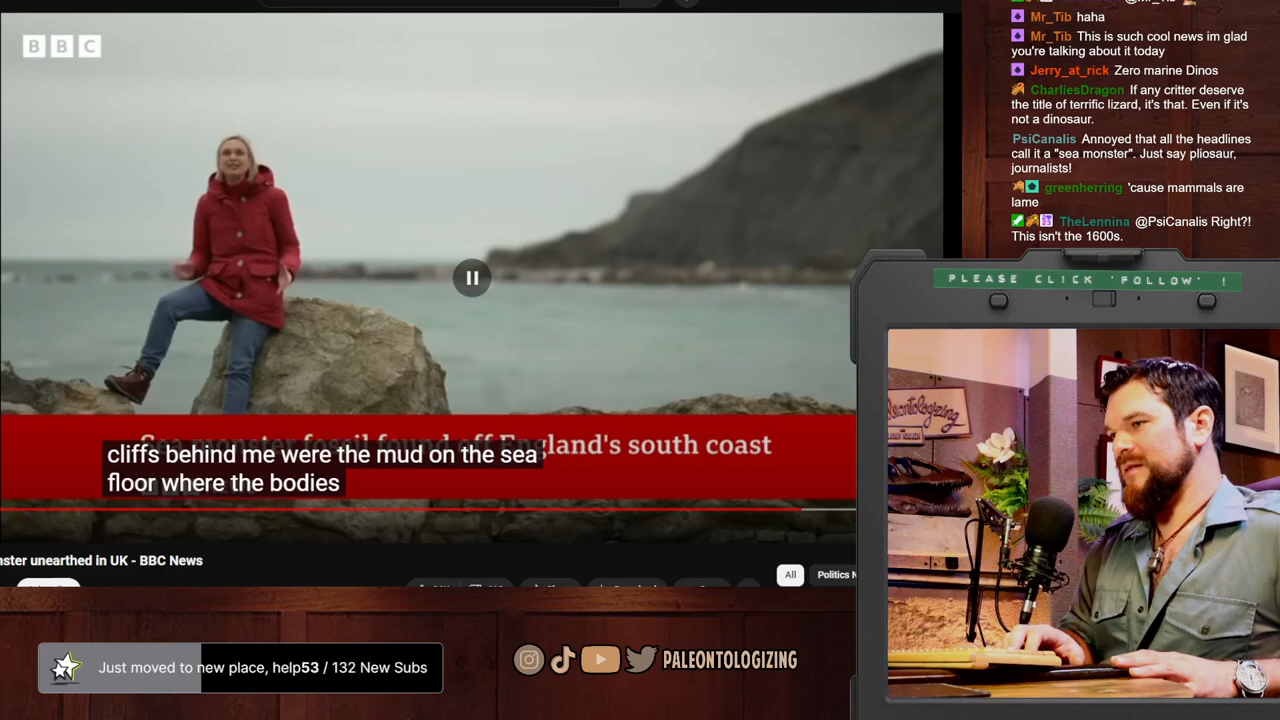 BBC
Sea monster fossil found off England's south coast
cliffs behind me were the mud on the sea
floor where the bodies
nster unearthed in UK - BBC News
All
Politics N
Mr_Tib haha
Mr_Tib This is such cool news im glad
you're talking about it today
Jerry_at_rick Zero marine Dinos
CharliesDragon If any critter deserve
the title of terrific lizard, it's that. Even if it's
not a dinosaur.
PsiCanalis Annoyed that all the headlines
call it a "sea monster". Just say pliosaur,
journalists!
greenherring 'cause mammals are
lame
TheLennina @PsiCanalis Right?!
This isn't the 1600s.
PLEASE CLICK 'FOLLOW' !
Paleontologizing
Just moved to new place, help53 / 132 New Subs
PALEONTOLOGIZING